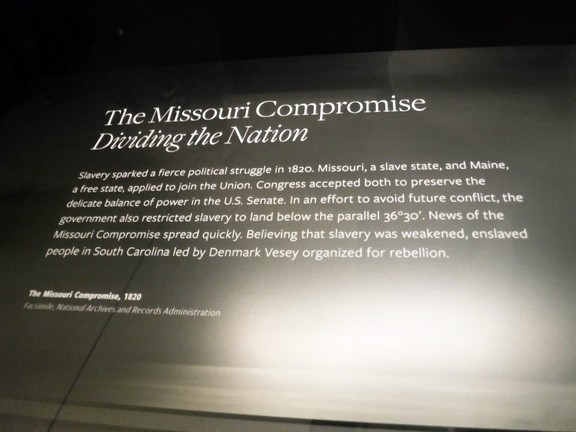 The Missouri Compromise
Dividing the Nation
Slavery sparked a fierce political struggle in 1820. Missouri, a slave state, and Maine,
a free state, applied to join the Union. Congress accepted both to preserve the
delicate balance of power in the U.S. Senate. In an effort to avoid future conflict, the
government also restricted slavery to land below the parallel 36°30′. News of the
Missouri Compromise spread quickly. Believing that slavery was weakened, enslaved
people in South Carolina led by Denmark Vesey organized for rebellion.
The Missouri Compromise, 1820
Facsimile, National Archives and Records Administration